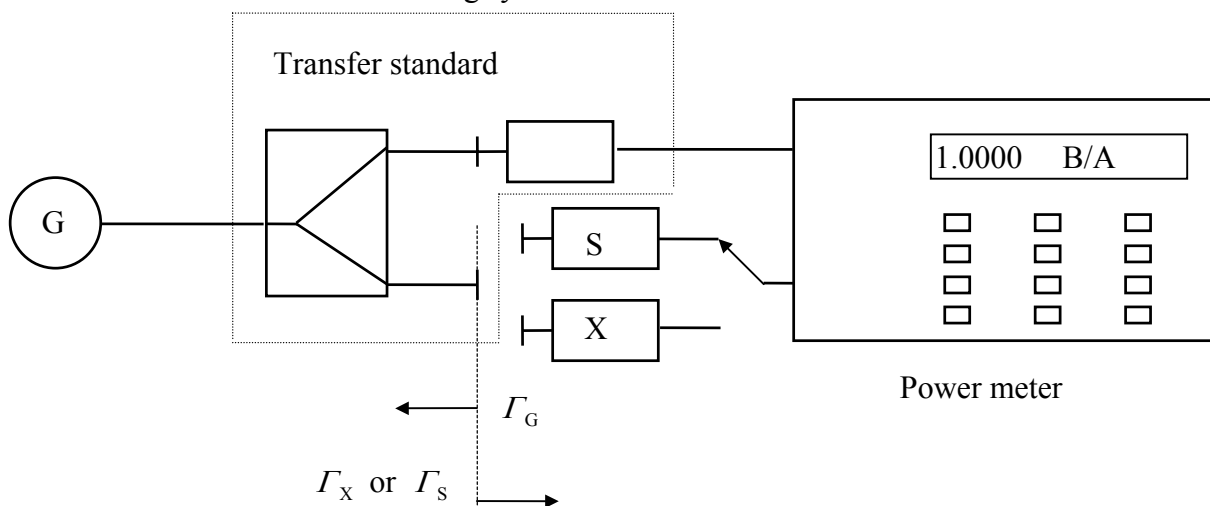 Transfer standard
1.0000 B/A
G
S
X
Power meter
Γ_G
Γ_X or Γ_S